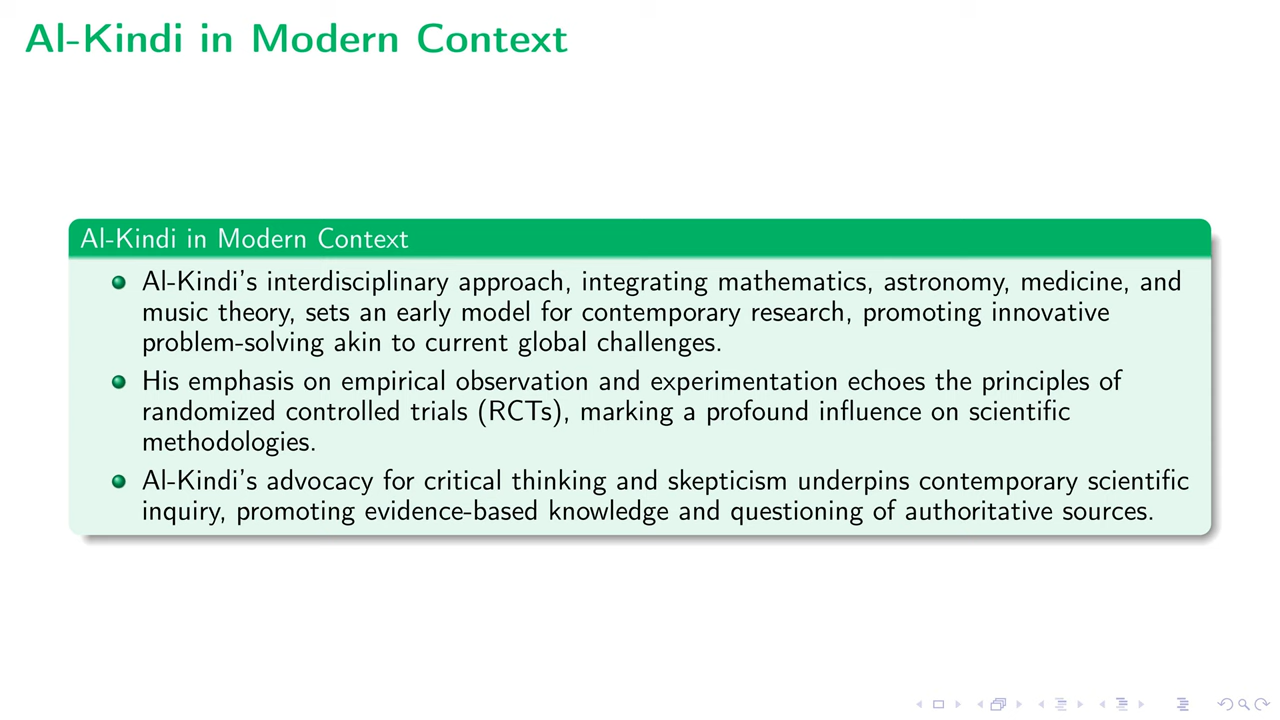 Al-Kindi in Modern Context
Al-Kindi in Modern Context
Al-Kindi's interdisciplinary approach, integrating mathematics, astronomy, medicine, and
music theory, sets an early model for contemporary research, promoting innovative
problem-solving akin to current global challenges.
His emphasis on empirical observation and experimentation echoes the principles of
randomized controlled trials (RCTs), marking a profound influence on scientific
methodologies.
Al-Kindi's advocacy for critical thinking and skepticism underpins contemporary scientific
inquiry, promoting evidence-based knowledge and questioning of authoritative sources.